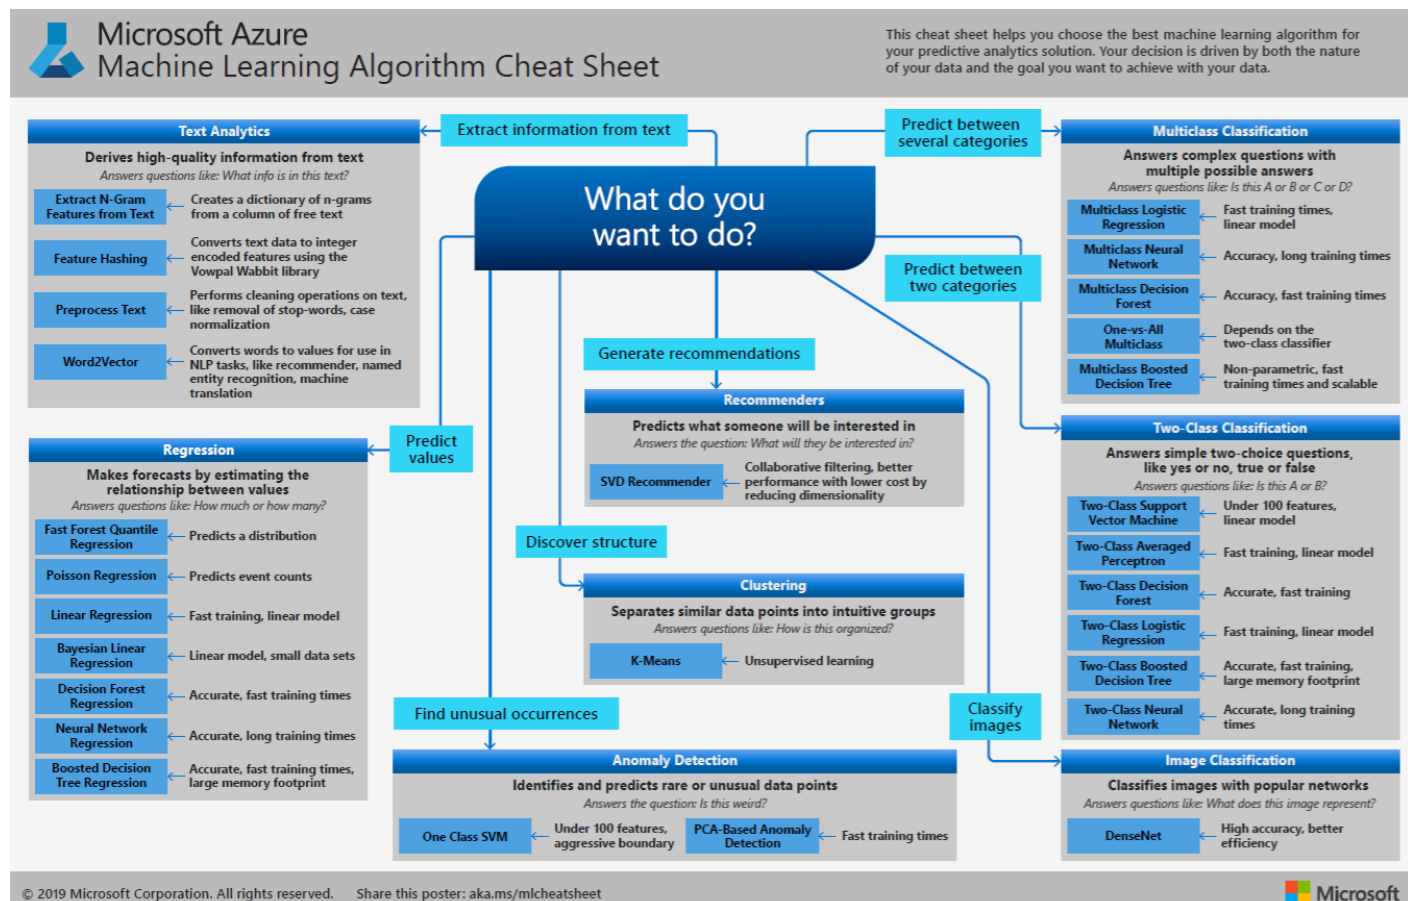 Microsoft Azure
Machine Learning Algorithm Cheat Sheet
This cheat sheet helps you choose the best machine learning algorithm for
your predictive analytics solution. Your decision is driven by both the nature
of your data and the goal you want to achieve with your data.
What do you
want to do?
Extract information from text
Text Analytics
Derives high-quality information from text
Answers questions like: What info is in this text?
Extract N-Gram
Features from Text
Creates a dictionary of n-grams
from a column of free text
Feature Hashing
Converts text data to integer
encoded features using the
Vowpal Wabbit library
Preprocess Text
Performs cleaning operations on text,
like removal of stop-words, case
normalization
Word2Vector
Converts words to values for use in
NLP tasks, like recommender, named
entity recognition, machine
translation
Predict
values
Regression
Makes forecasts by estimating the
relationship between values
Answers questions like: How much or how many?
Fast Forest Quantile
Regression
Predicts a distribution
Poisson Regression
Predicts event counts
Linear Regression
Fast training, linear model
Bayesian Linear
Regression
Linear model, small data sets
Decision Forest
Regression
Accurate, fast training times
Neural Network
Regression
Accurate, long training times
Boosted Decision
Tree Regression
Accurate, fast training times,
large memory footprint
Generate recommendations
Recommenders
Predicts what someone will be interested in
Answers the question: What will they be interested in?
SVD Recommender
Collaborative filtering, better
performance with lower cost by
reducing dimensionality
Discover structure
Clustering
Separates similar data points into intuitive groups
Answers questions like: How is this organized?
K-Means
Unsupervised learning
Find unusual occurrences
Anomaly Detection
Identifies and predicts rare or unusual data points
Answers the question: Is this weird?
One Class SVM
Under 100 features,
aggressive boundary
PCA-Based Anomaly
Detection
Fast training times
Predict between
several categories
Multiclass Classification
Answers complex questions with
multiple possible answers
Answers questions like: Is this A or B or C or D?
Multiclass Logistic
Regression
Fast training times,
linear model
Multiclass Neural
Network
Accuracy, long training times
Multiclass Decision
Forest
Accuracy, fast training times
One-vs-All
Multiclass
Depends on the
two-class classifier
Multiclass Boosted
Decision Tree
Non-parametric, fast
training times and scalable
Predict between
two categories
Two-Class Classification
Answers simple two-choice questions,
like yes or no, true or false
Answers questions like: Is this A or B?
Two-Class Support
Vector Machine
Under 100 features,
linear model
Two-Class Averaged
Perceptron
Fast training, linear model
Two-Class Decision
Forest
Accurate, fast training
Two-Class Logistic
Regression
Fast training, linear model
Two-Class Boosted
Decision Tree
Accurate, fast training,
large memory footprint
Two-Class Neural
Network
Accurate, long training
times
Classify
images
Image Classification
Classifies images with popular networks
Answers questions like: What does this image represent?
DenseNet
High accuracy, better
efficiency
© 2019 Microsoft Corporation. All rights reserved.
Share this poster: aka.ms/mlcheatsheet
Microsoft